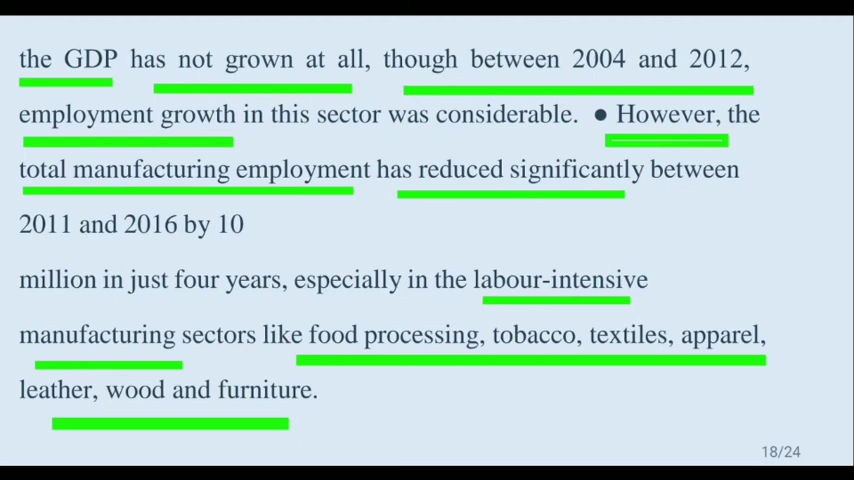 the GDP has not grown at all, though between 2004 and 2012,
employment growth in this sector was considerable. ● However, the
total manufacturing employment has reduced significantly between
2011 and 2016 by 10
million in just four years, especially in the labour-intensive
manufacturing sectors like food processing, tobacco, textiles, apparel,
leather, wood and furniture.
18/24